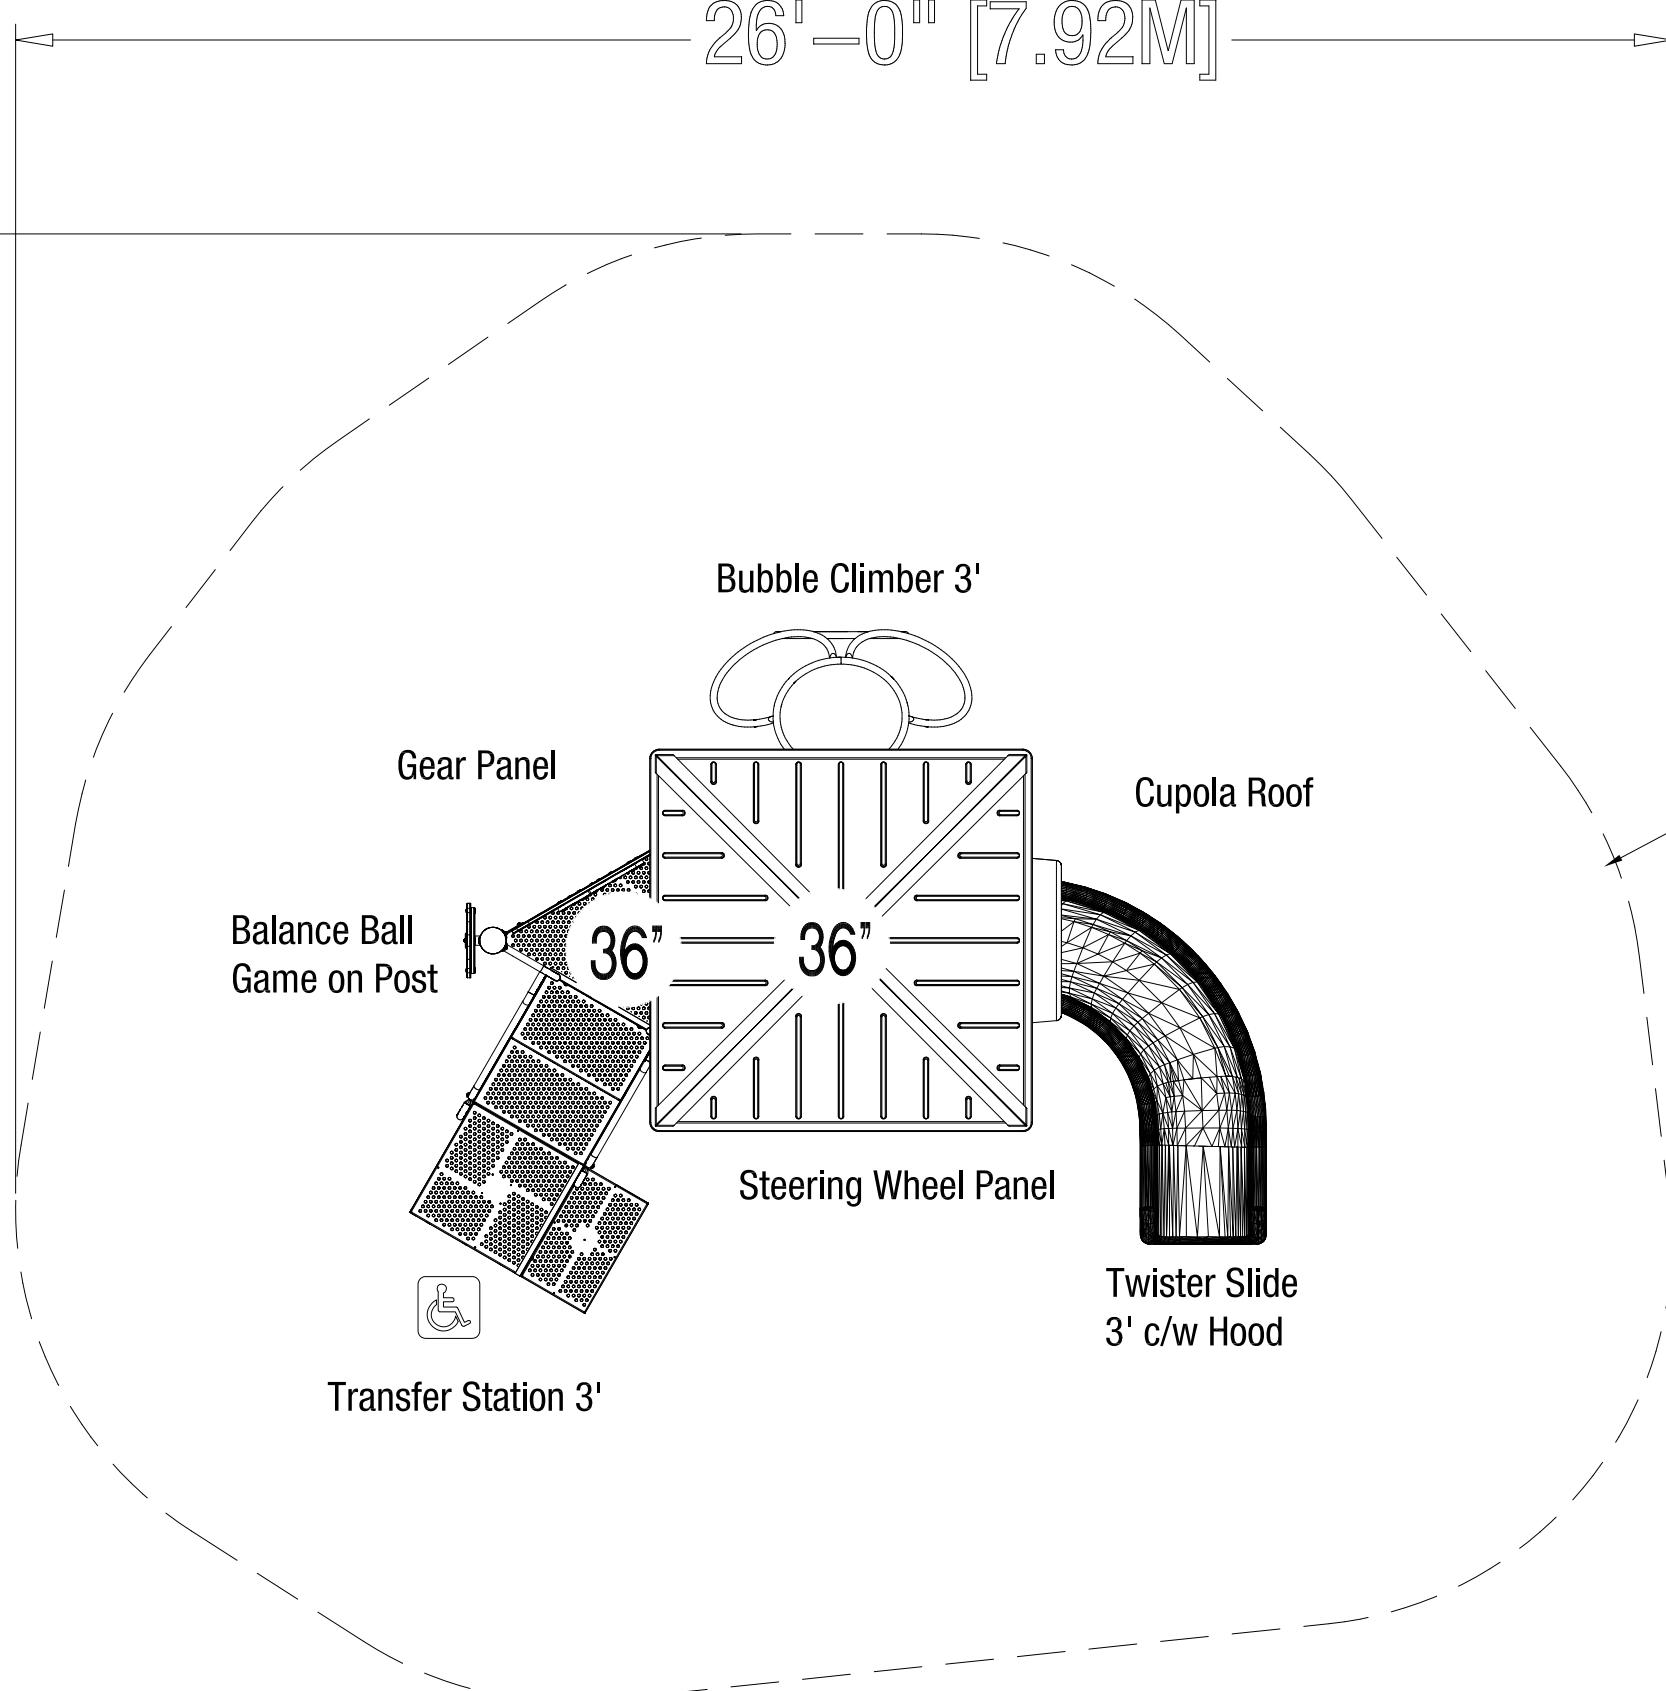 26'–0" [7.92M]
Bubble Climber 3'
Gear Panel
Cupola Roof
Balance Ball
Game on Post
36”
36”
Steering Wheel Panel
Twister Slide
3' c/w Hood
Transfer Station 3'